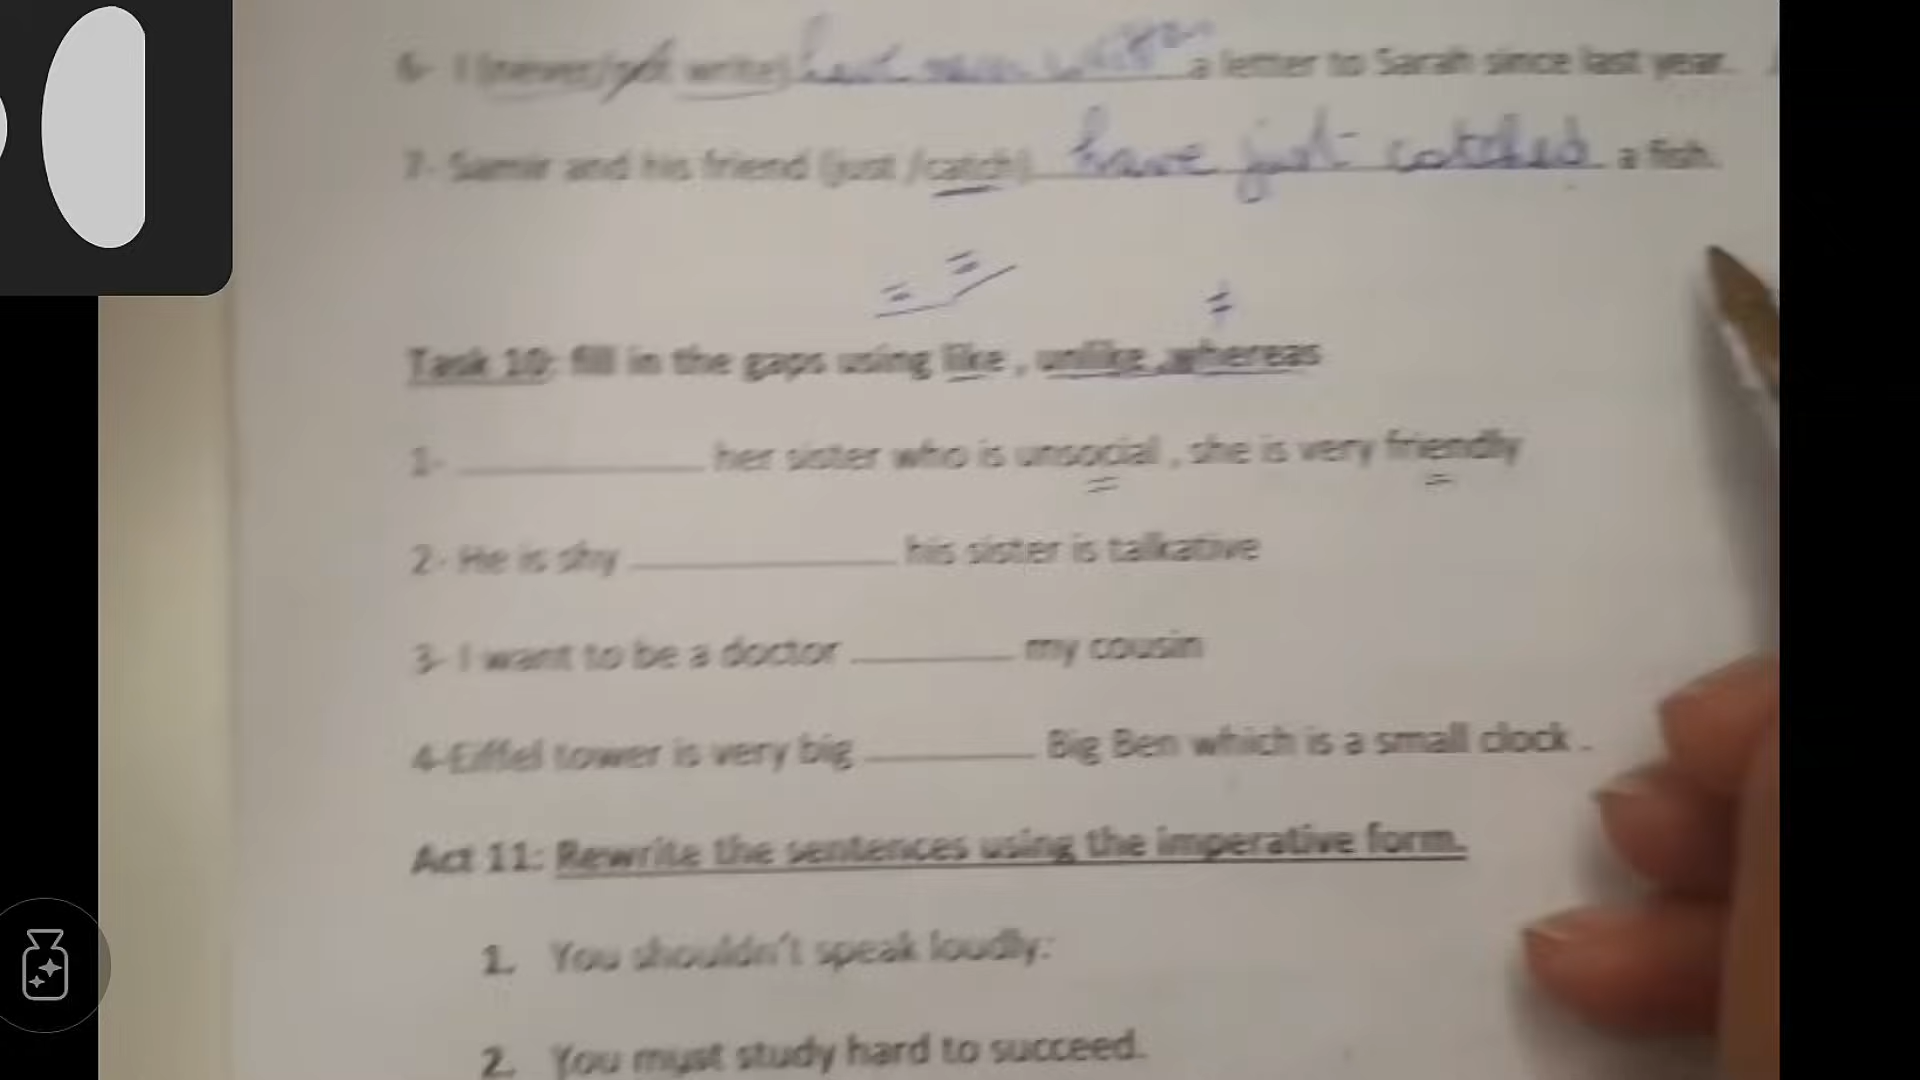 6- I (never/not write) have never written a letter to Sarah since last year.
7- Samir and his friend (just /catch) have just catched a fish.
Task 10: fill in the gaps using like , unlike ,whereas
1- ____________ her sister who is unsocial , she is very friendly
2- He is shy ____________ his sister is talkative
3- I want to be a doctor ________ my cousin
4-Eiffel tower is very big ________ Big Ben which is a small clock .
Act 11: Rewrite the sentences using the imperative form.
1. You shouldn't speak loudly:
2. You must study hard to succeed.